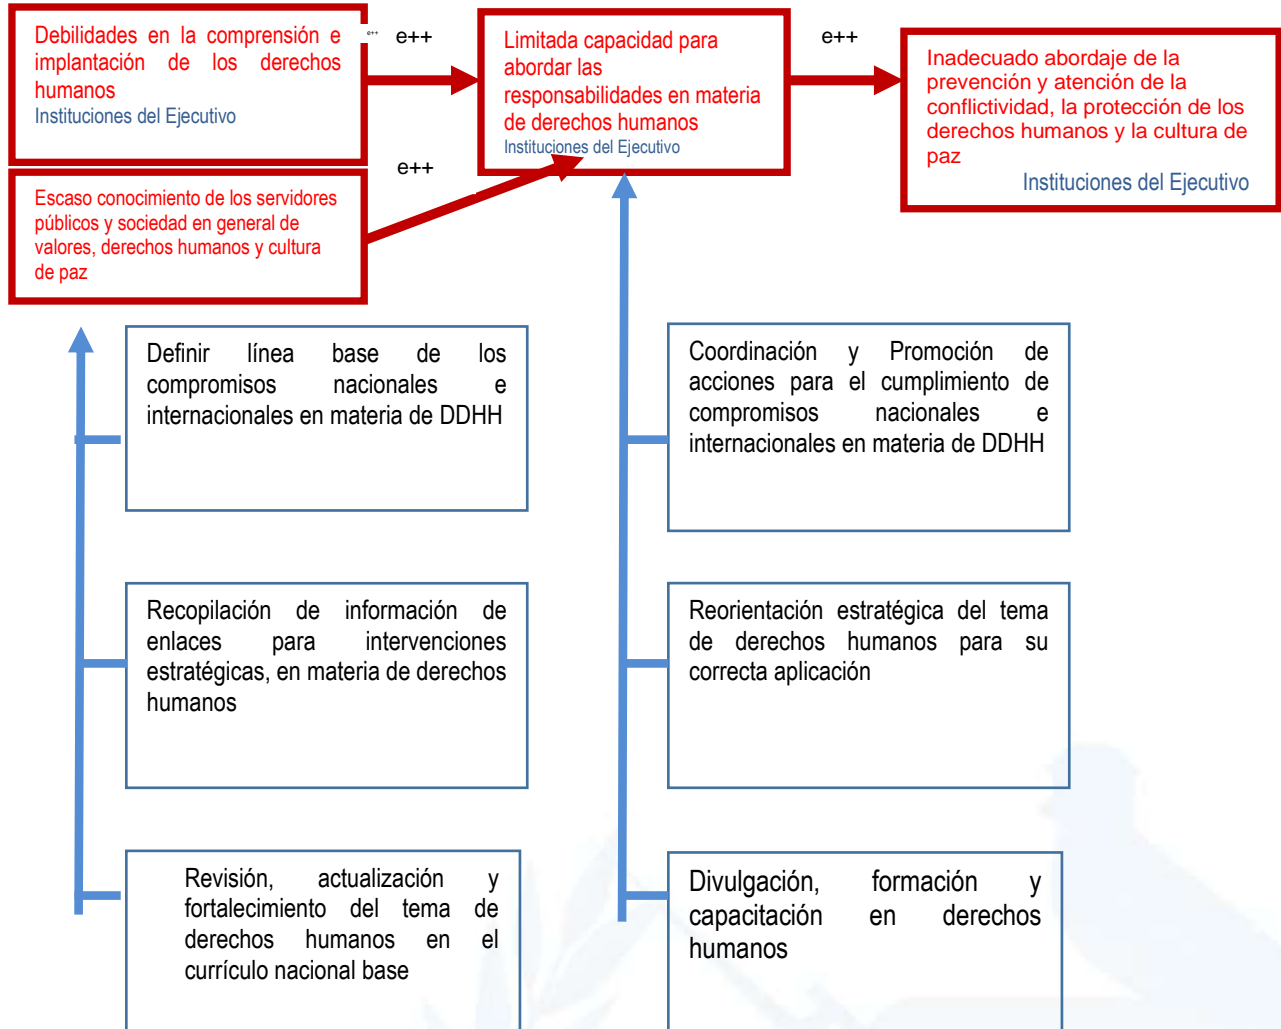 Debilidades en la comprensión e
implantación de los derechos
humanos
Instituciones del Ejecutivo
e++
e++
Limitada capacidad para
abordar las
responsabilidades en materia
de derechos humanos
Instituciones del Ejecutivo
e++
Inadecuado abordaje de la
prevención y atención de la
conflictividad, la protección de los
derechos humanos y la cultura de
paz
Instituciones del Ejecutivo
e++
Escaso conocimiento de los servidores
públicos y sociedad en general de
valores, derechos humanos y cultura
de paz
Definir línea base de los
compromisos nacionales e
internacionales en materia de DDHH
Recopilación de información de
enlaces para intervenciones
estratégicas, en materia de derechos
humanos
Revisión, actualización y
fortalecimiento del tema de
derechos humanos en el
currículo nacional base
Coordinación y Promoción de
acciones para el cumplimiento de
compromisos nacionales e
internacionales en materia de DDHH
Reorientación estratégica del tema
de derechos humanos para su
correcta aplicación
Divulgación, formación y
capacitación en derechos
humanos